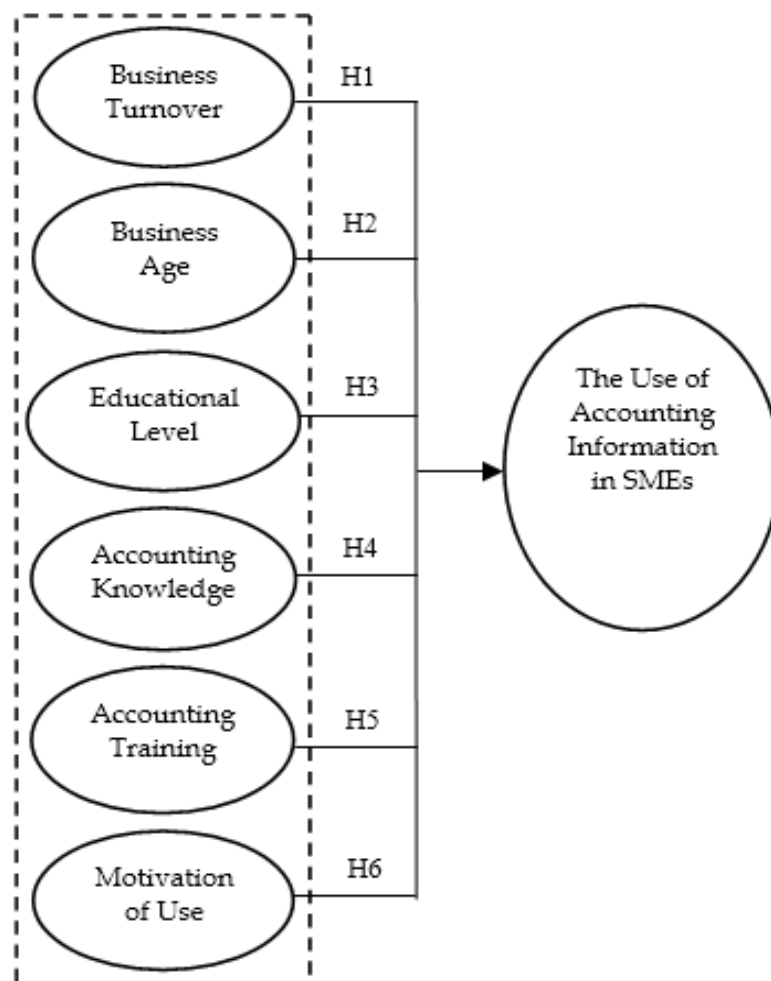 Business
Turnover
H1
Business
Age
H2
Educational
Level
H3
Accounting
Knowledge
H4
Accounting
Training
H5
Motivation
of Use
H6
The Use of
Accounting
Information
in SMEs